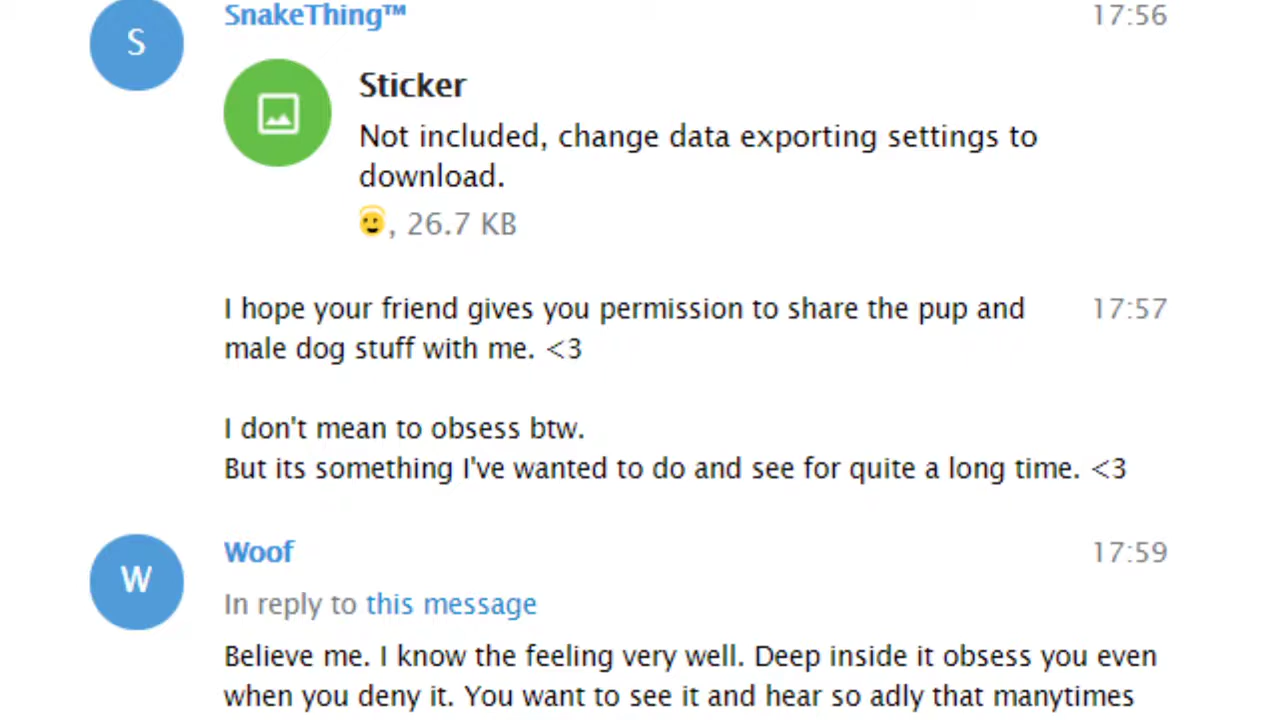 S
SnakeThing™ 17:56
Sticker
Not included, change data exporting settings to
download.
😇, 26.7 KB
I hope your friend gives you permission to share the pup and 17:57
male dog stuff with me. <3
I don't mean to obsess btw.
But its something I've wanted to do and see for quite a long time. <3
W
Woof 17:59
In reply to this message
Believe me. I know the feeling very well. Deep inside it obsess you even
when you deny it. You want to see it and hear so adly that manytimes